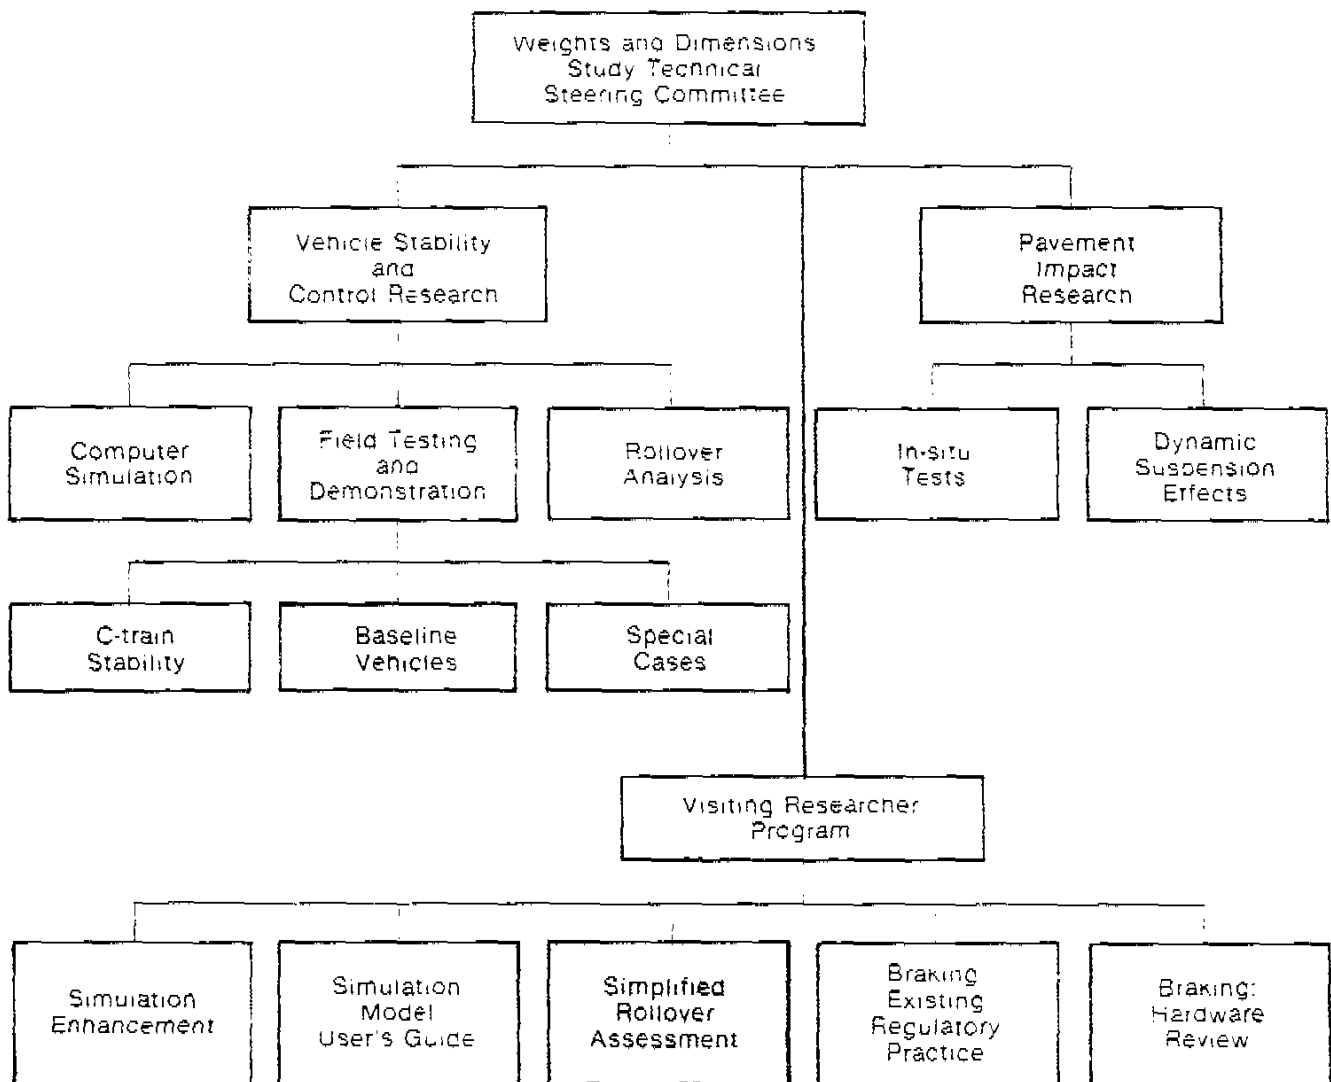 Weights and Dimensions
Study Technical
Steering Committee
Vehicle Stability
and
Control Research
Pavement
Impact
Research
Computer
Simulation
Field Testing
and
Demonstration
Rollover
Analysis
In-situ
Tests
Dynamic
Suspension
Effects
C-train
Stability
Baseline
Vehicles
Special
Cases
Visiting Researcher
Program
Simulation
Enhancement
Simulation
Model
User's Guide
Simplified
Rollover
Assessment
Braking
Existing
Regulatory
Practice
Braking:
Hardware
Review